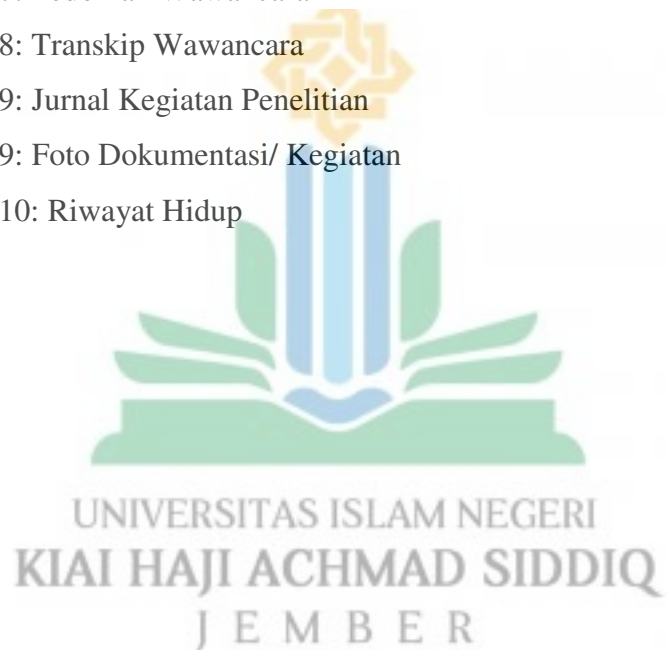 8: Transkip Wawancara
9: Jurnal Kegiatan Penelitian
9: Foto Dokumentasi/ Kegiatan
10: Riwayat Hidup
UNIVERSITAS ISLAM NEGERI
KIAI HAJI ACHMAD SIDDIQ
JEMBER